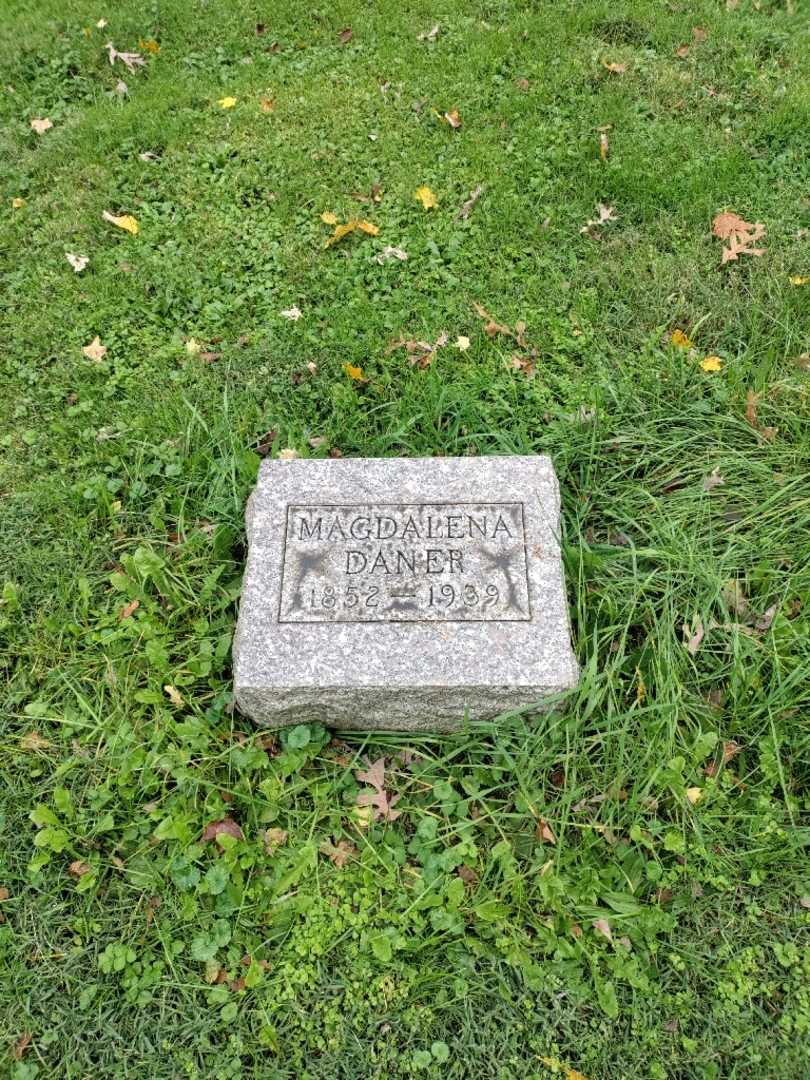 MAGDALENA
DANER
1852 — 1939